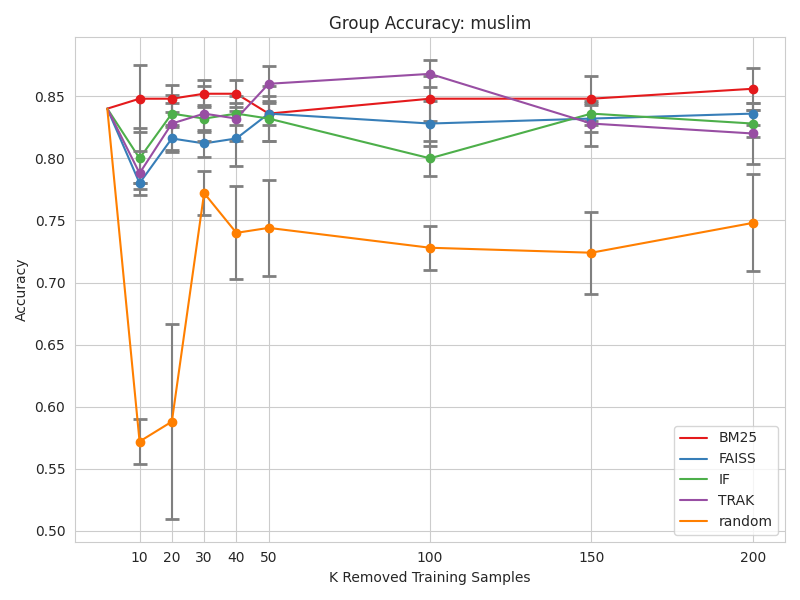 Group Accuracy: muslim
Accuracy
0.85
0.80
0.75
0.70
0.65
0.60
0.55
0.50
10 20 30 40 50 100 150 200
K Removed Training Samples
BM25
FAISS
IF
TRAK
random